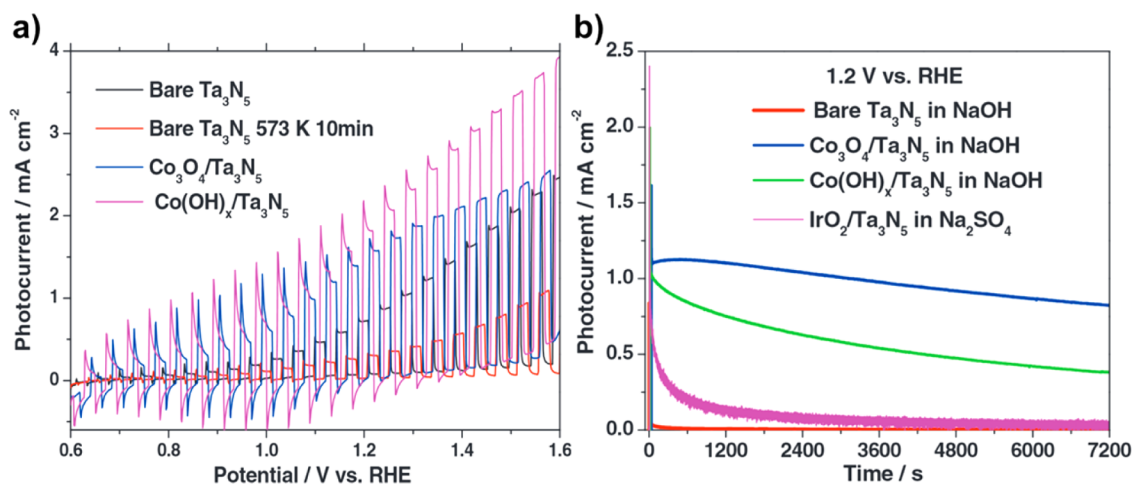 a)
Photocurrent / mA cm⁻²
4
3
2
1
0
Bare Ta₃N₅
Bare Ta₃N₅ 573 K 10min
Co₃O₄/Ta₃N₅
Co(OH)ₓ/Ta₃N₅
0.6 0.8 1.0 1.2 1.4 1.6
Potential / V vs. RHE
b)
Photocurrent / mA cm⁻²
2.5
2.0
1.5
1.0
0.5
0.0
1.2 V vs. RHE
Bare Ta₃N₅ in NaOH
Co₃O₄/Ta₃N₅ in NaOH
Co(OH)ₓ/Ta₃N₅ in NaOH
IrO₂/Ta₃N₅ in Na₂SO₄
0 1200 2400 3600 4800 6000 7200
Time / s